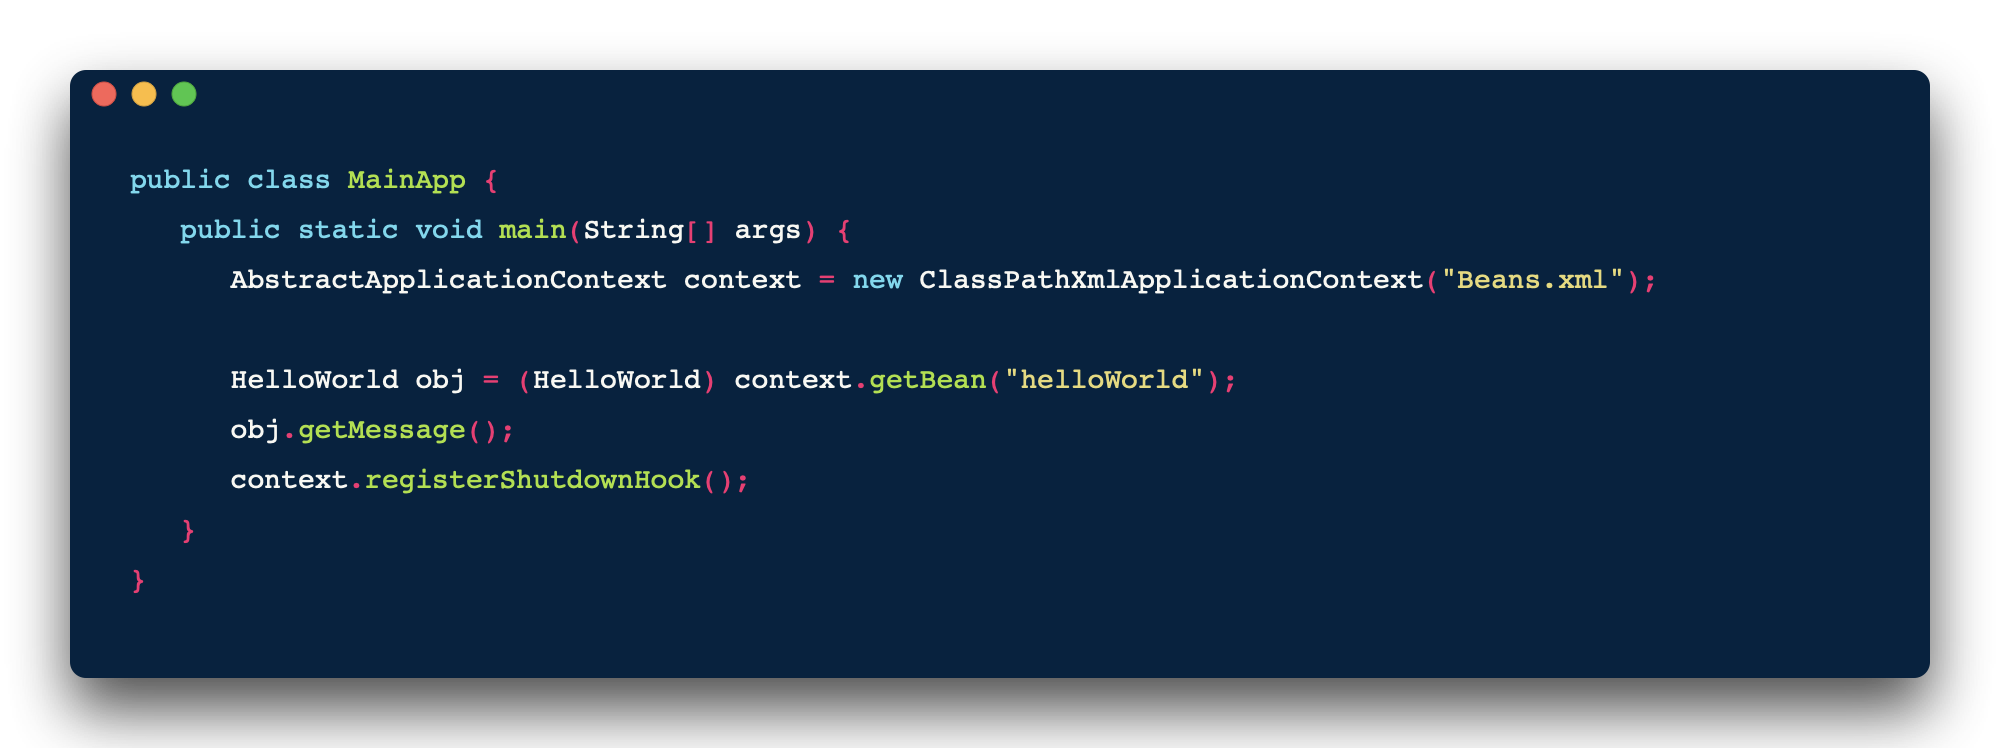 public class MainApp {
   public static void main(String[] args) {
      AbstractApplicationContext context = new ClassPathXmlApplicationContext("Beans.xml");

      HelloWorld obj = (HelloWorld) context.getBean("helloWorld");
      obj.getMessage();
      context.registerShutdownHook();
   }
}